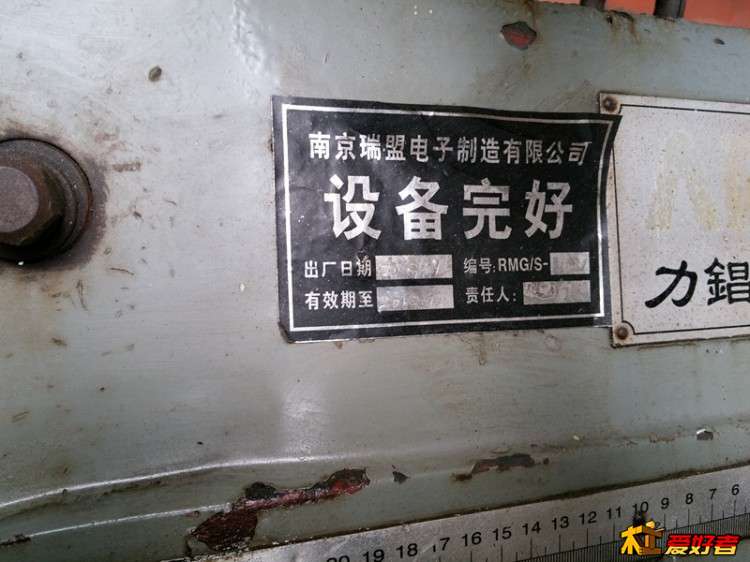 南京瑞盟电子制造有限公司
设备完好
出厂日期 编号:RMG/S-
有效期至 责任人:
力錩
20 19 18 17 16 15 14 13 12 11 10 9 8 7 6
爱好者